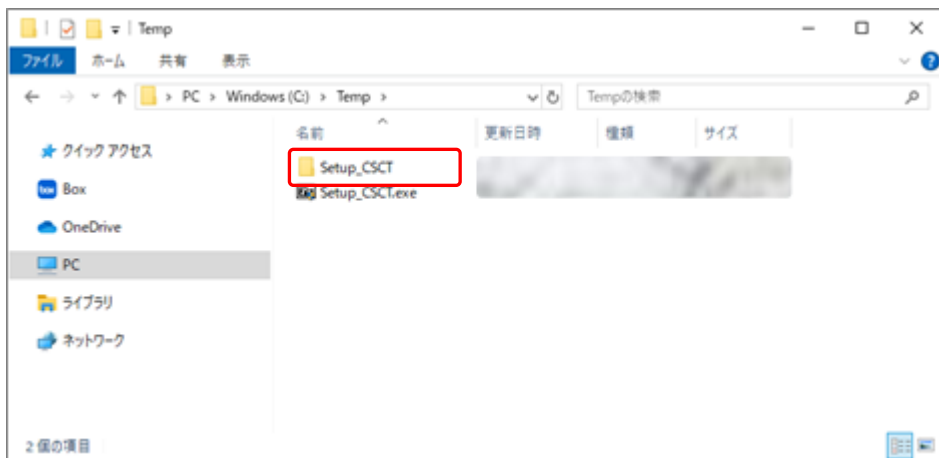 Temp
ファイル ホーム 共有 表示
PC > Windows (C:) > Temp > Tempの検索
名前 更新日時 種類 サイズ
クイック アクセス
Setup_CSCT
Box
Setup_CSCT.exe
OneDrive
PC
ライブラリ
ネットワーク
2 個の項目